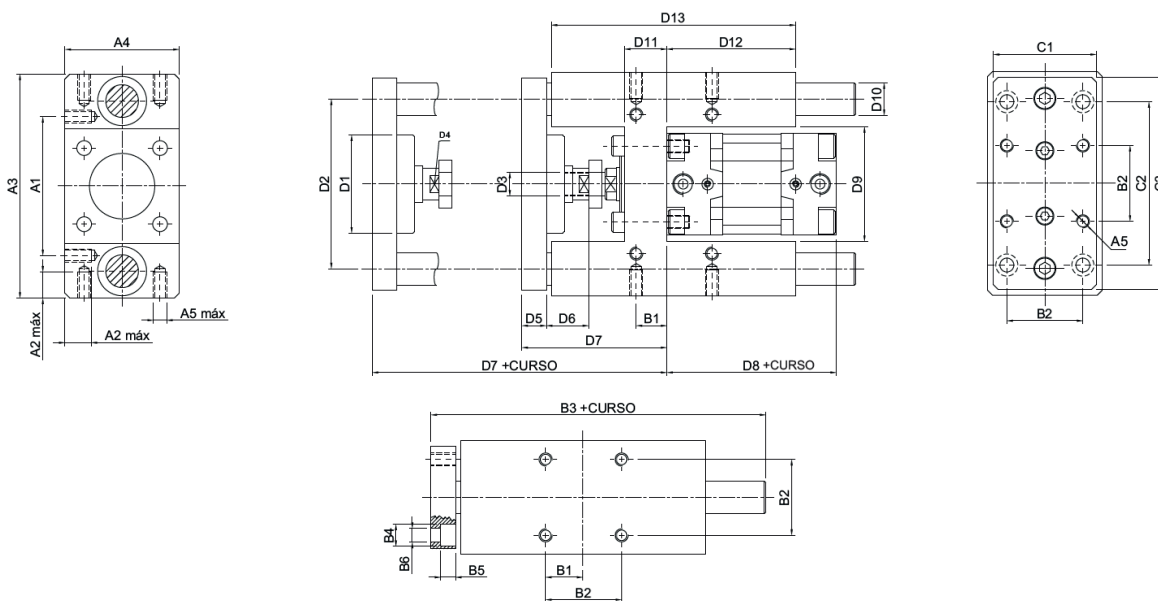 A4
A3
A1
A2 máx
A2 máx
A5 máx
D13
D11
D12
D10
D2
D1
D4
D3
D9
D5
D6
B1
D7
D7 +CURSO
D8 +CURSO
C1
B2
C2
A5
B2
B3 +CURSO
B2
B4
B6
B5
B1
B2